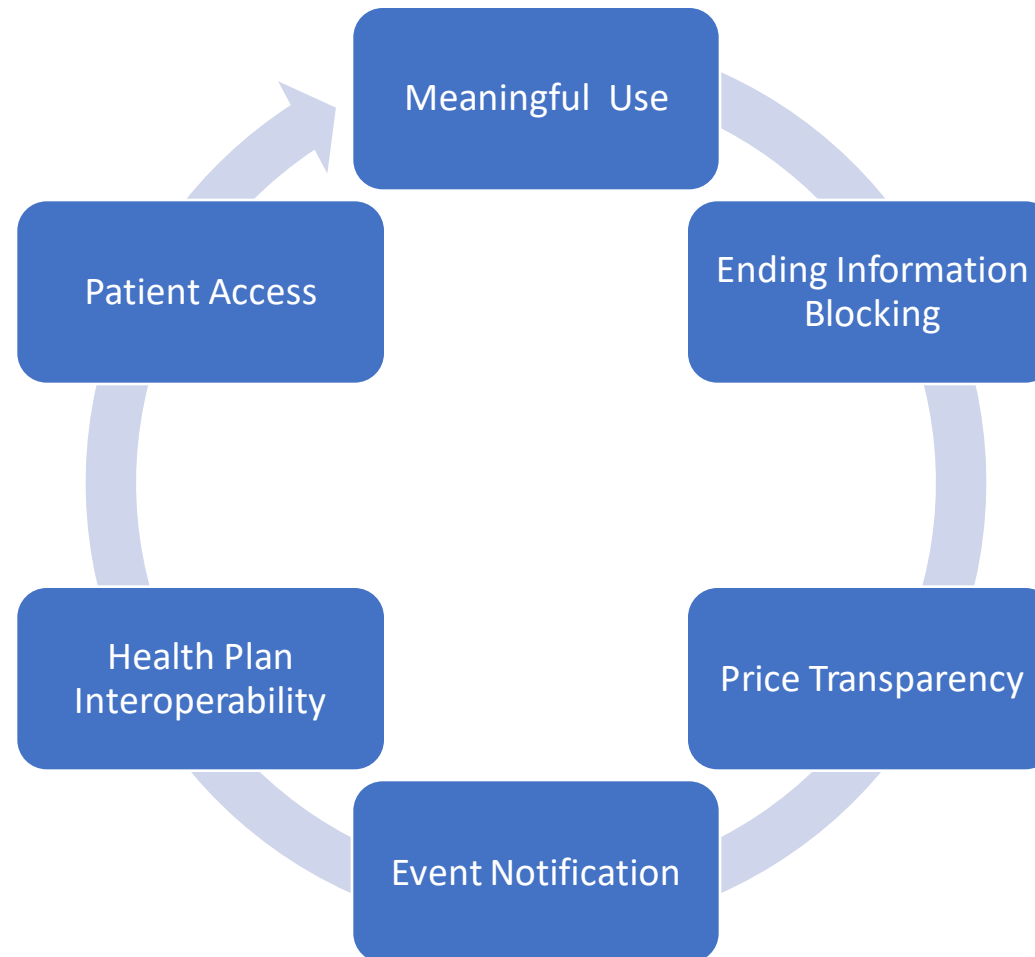 Meaningful Use
Ending Information
Blocking
Price Transparency
Event Notification
Health Plan
Interoperability
Patient Access